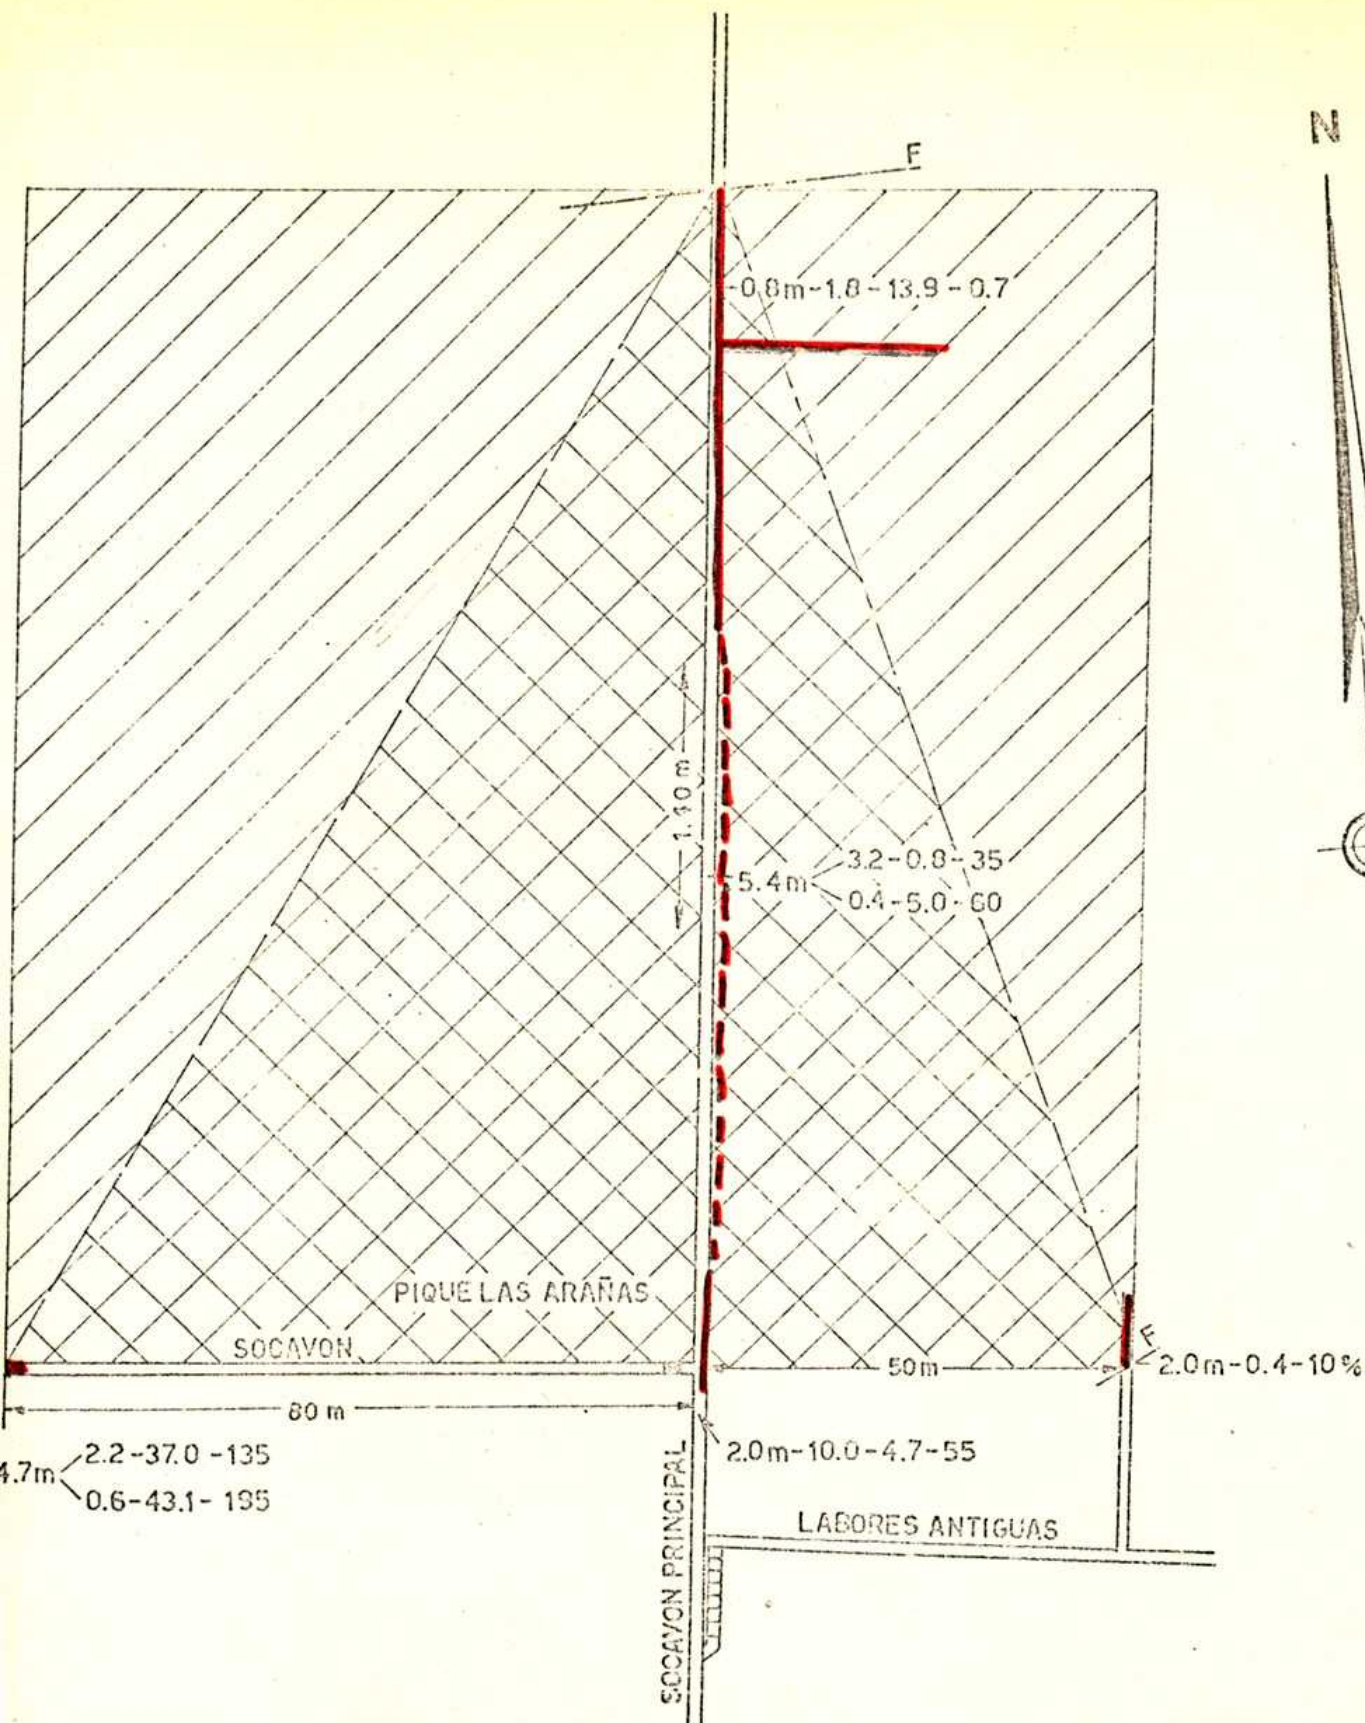 N
F
0.8m-1.8-13.9-0.7
5.4m
3.2-0.8-35
0.4-5.0-60
PIQUE LAS ARAÑAS
SOCAVON
50m
F
2.0m-0.4-10%
80 m
4.7m
2.2-37.0-135
0.6-43.1-195
2.0m-10.0-4.7-55
SOCAVON PRINCIPAL
LABORES ANTIGUAS